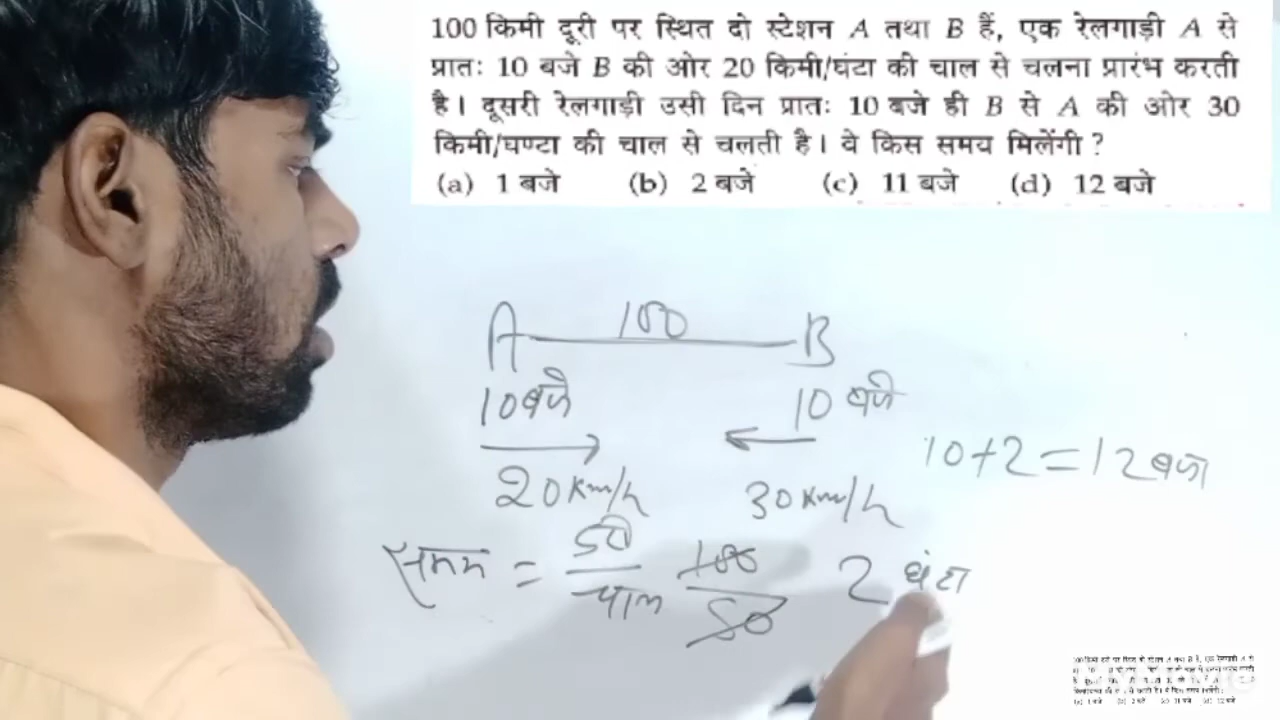 100 किमी दूरी पर स्थित दो स्टेशन A तथा B हैं, एक रेलगाड़ी A से
प्रातः 10 बजे B की ओर 20 किमी/घंटा की चाल से चलना प्रारंभ करती
है। दूसरी रेलगाड़ी उसी दिन प्रातः 10 बजे ही B से A की ओर 30
किमी/घण्टा की चाल से चलती है। वे किस समय मिलेंगी?
(a) 1 बजे (b) 2 बजे (c) 11 बजे (d) 12 बजे
A 100 B
10 बजे 10 बजे
10+2=12 बजे
20 Km/h 30 Km/h
समय = दूरी/चाल 100/50 2 घंटा